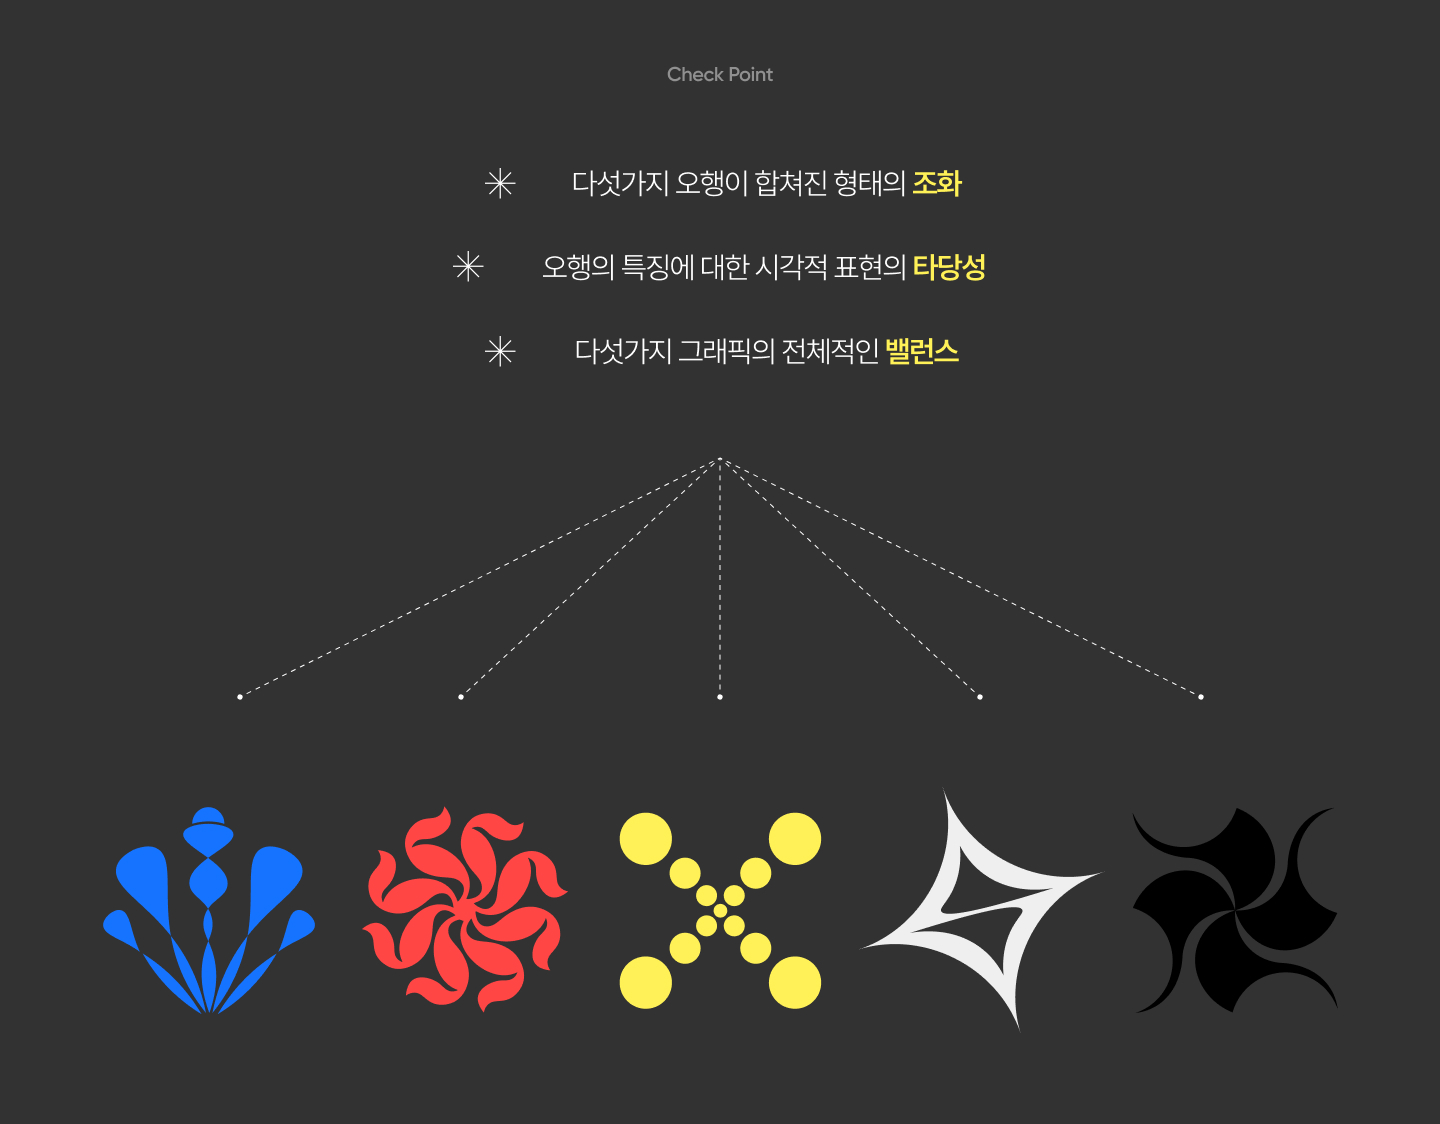 Check Point
다섯가지 오행이 합쳐진 형태의 조화
오행의 특징에 대한 시각적 표현의 타당성
다섯가지 그래픽의 전체적인 밸런스